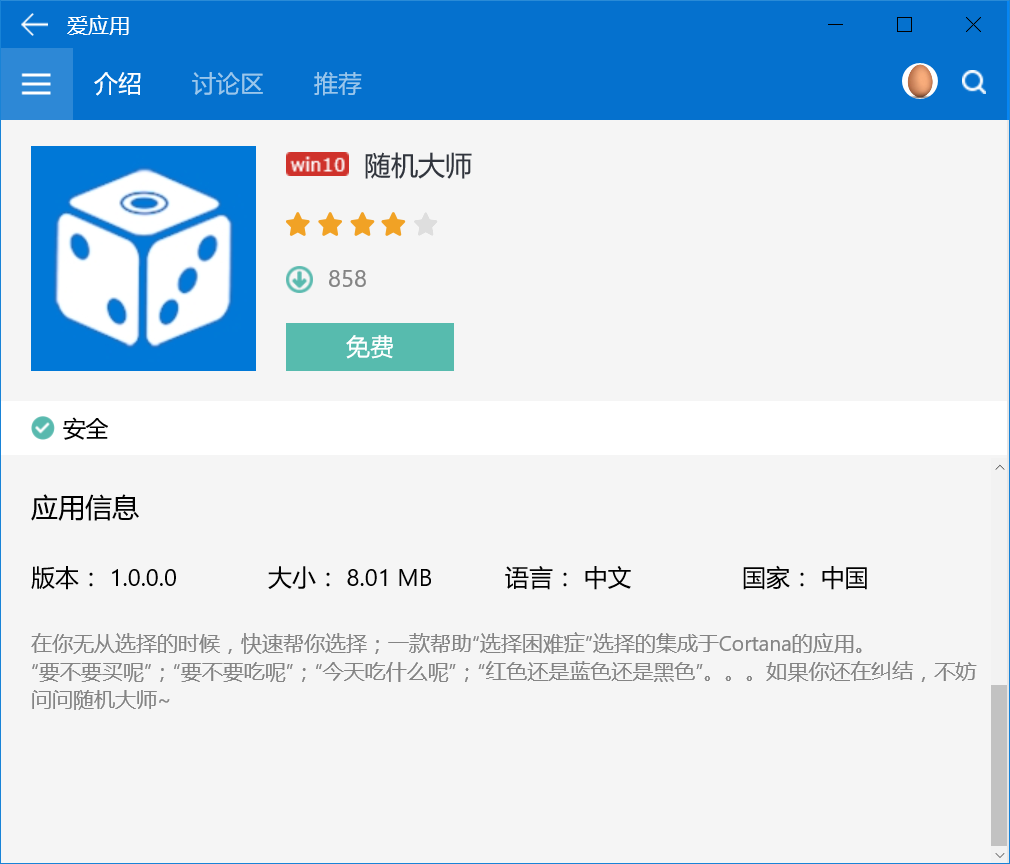 爱应用
介绍 讨论区 推荐
win10 随机大师
858
免费
安全
应用信息
版本： 1.0.0.0 大小： 8.01 MB 语言： 中文 国家： 中国
在你无从选择的时候，快速帮你选择；一款帮助“选择困难症”选择的集成于Cortana的应用。
“要不要买呢”；“要不要吃呢”；“今天吃什么呢”；“红色还是蓝色还是黑色”。。。如果你还在纠结，不妨
问问随机大师~